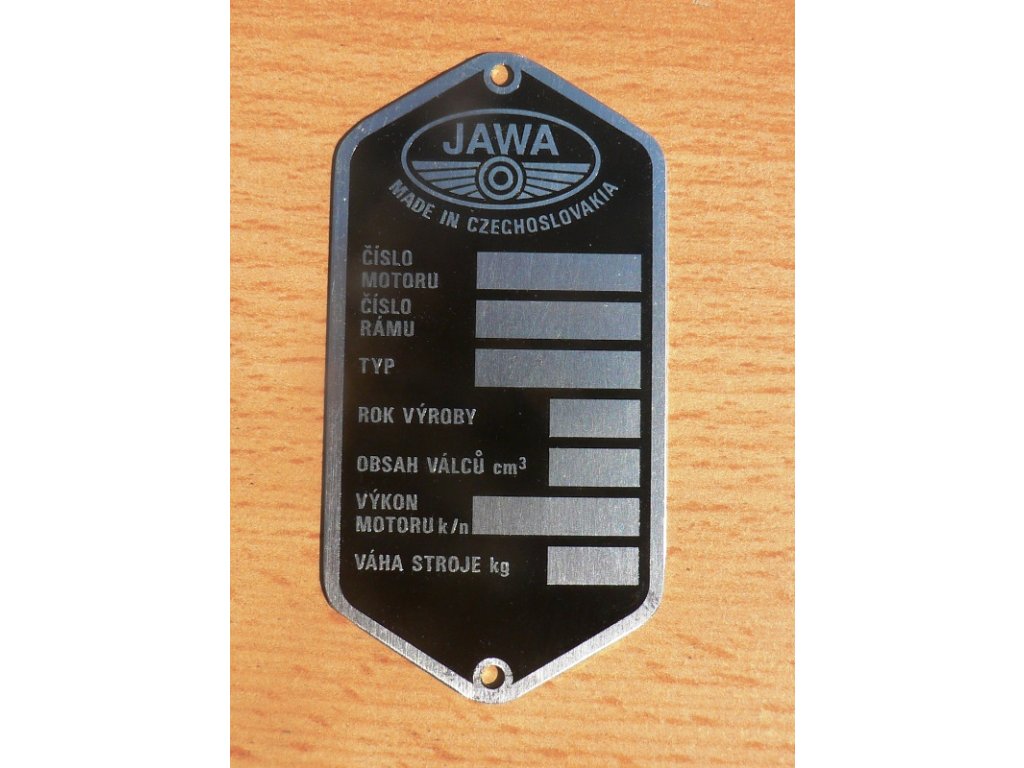 JAWA
MADE IN CZECHOSLOVAKIA
ČÍSLO
MOTORU
ČÍSLO
RÁMU
TYP
ROK VÝROBY
OBSAH VÁLCŮ cm³
VÝKON
MOTORU k/n
VÁHA STROJE kg